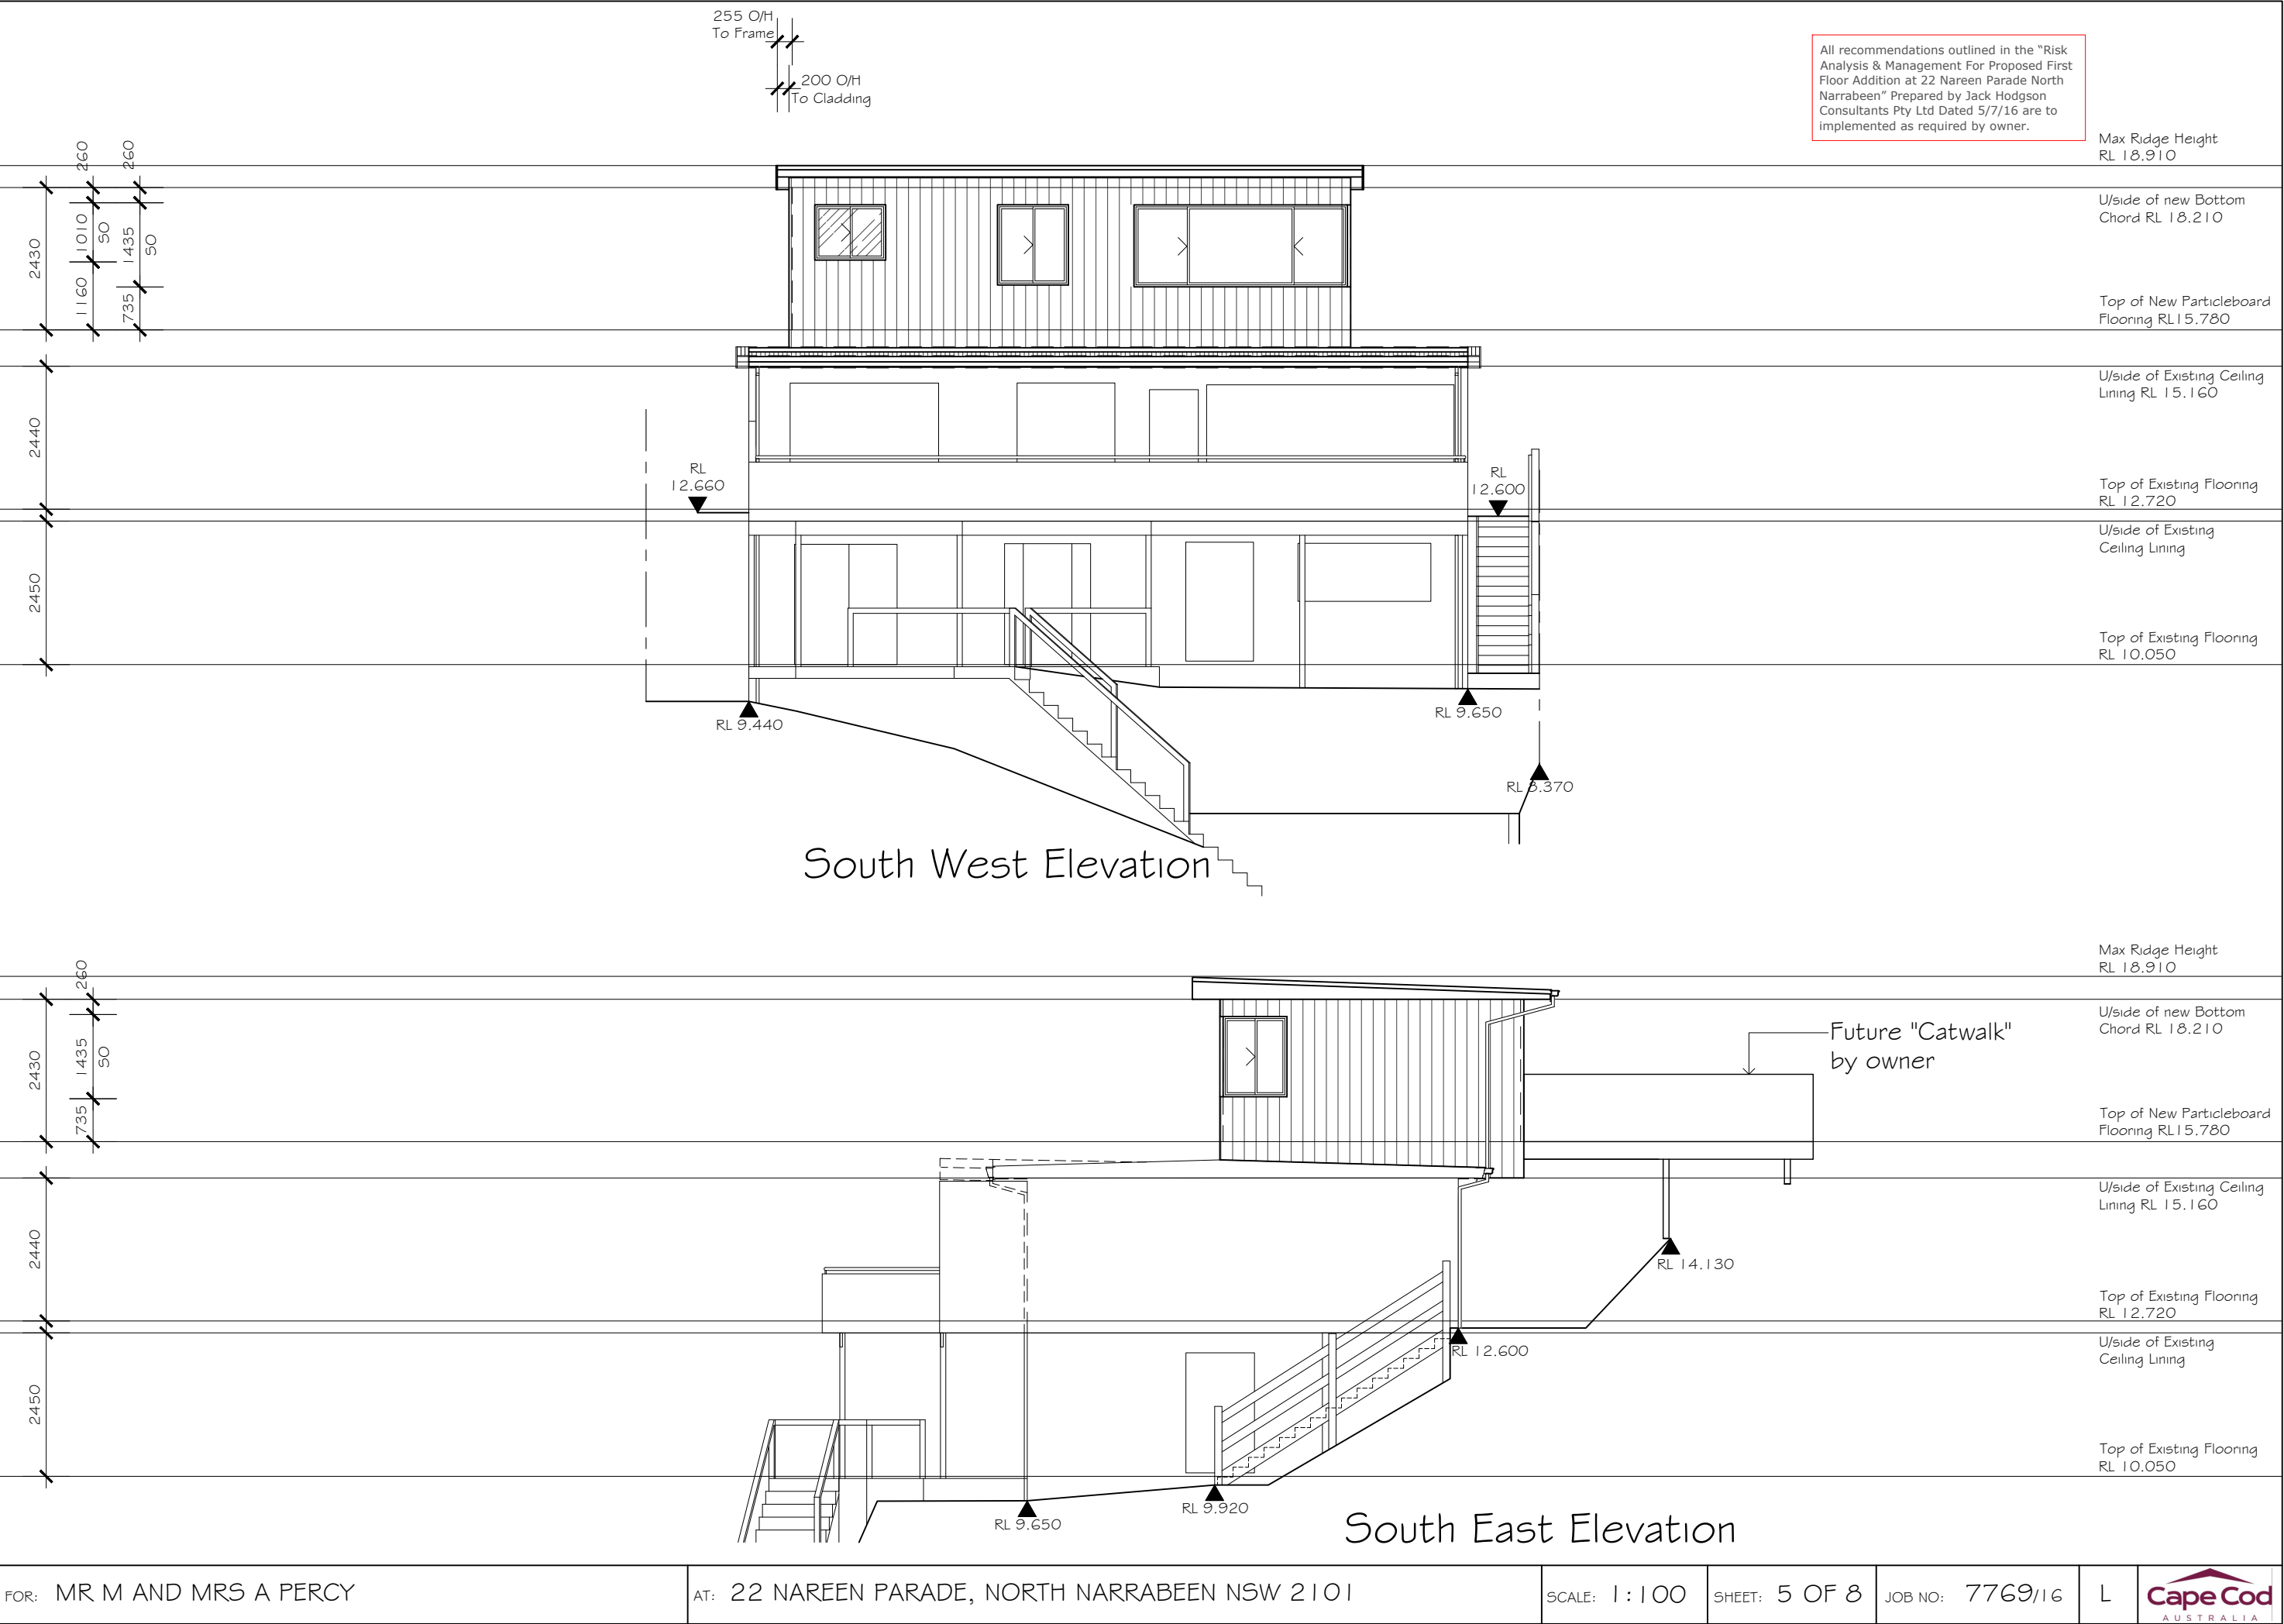 255 O/H
To Frame
200 O/H
To Cladding
All recommendations outlined in the “Risk
Analysis & Management For Proposed First
Floor Addition at 22 Nareen Parade North
Narrabeen” Prepared by Jack Hodgson
Consultants Pty Ltd Dated 5/7/16 are to
implemented as required by owner.
Max Ridge Height
RL 18.910
U/side of new Bottom
Chord RL 18.210
Top of New Particleboard
Flooring RL15.780
U/side of Existing Ceiling
Lining RL 15.160
Top of Existing Flooring
RL 12.720
U/side of Existing
Ceiling Lining
Top of Existing Flooring
RL 10.050
260
260
2430
1010
SO
1435
SO
1160
735
2440
2450
RL
12.660
RL
12.600
RL 9.440
RL 9.650
RL 8.370
South West Elevation
Max Ridge Height
RL 18.910
U/side of new Bottom
Chord RL 18.210
Future "Catwalk"
by owner
Top of New Particleboard
Flooring RL15.780
U/side of Existing Ceiling
Lining RL 15.160
Top of Existing Flooring
RL 12.720
U/side of Existing
Ceiling Lining
Top of Existing Flooring
RL 10.050
260
2430
1435
SO
735
2440
2450
RL 14.130
RL 12.600
RL 9.920
RL 9.650
South East Elevation
FOR: MR M AND MRS A PERCY
AT: 22 NAREEN PARADE, NORTH NARRABEEN NSW 2101
SCALE: 1:100
SHEET: 5 OF 8
JOB NO: 7769/16
L
Cape Cod
AUSTRALIA